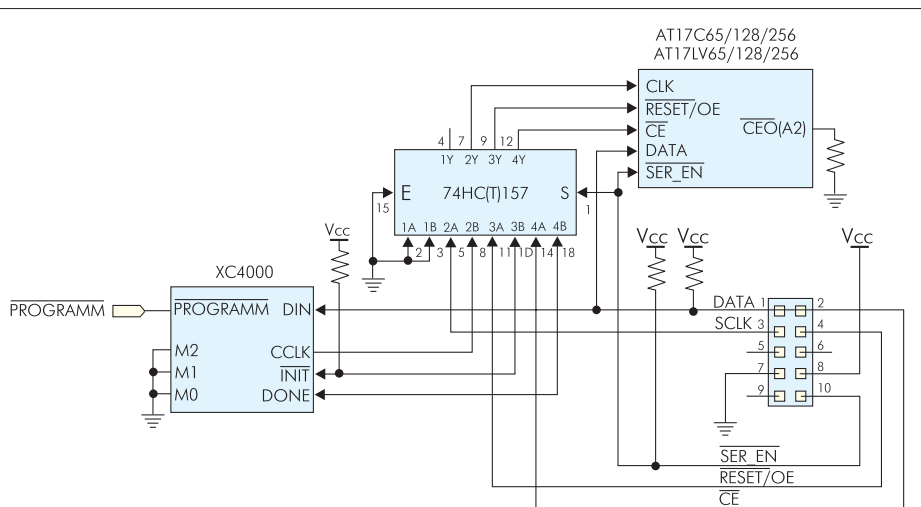 AT17C65/128/256
AT17LV65/128/256
CLK
RESET/OE
CE
DATA
SER_EN
CEO(A2)
4 7 9 12
1Y 2Y 3Y 4Y
E 74HC(T)157 S
15 1
1A 1B 2A 2B 3A 3B 4A 4B
2 3 5 8 11 1D 14 18
Vcc
Vcc Vcc Vcc
XC4000
PROGRAMM
PROGRAMM DIN
M2 CCLK
M1 INIT
M0 DONE
DATA 1 2
SCLK 3 4
5 6
7 8
9 10
SER_EN
RESET/OE
CE